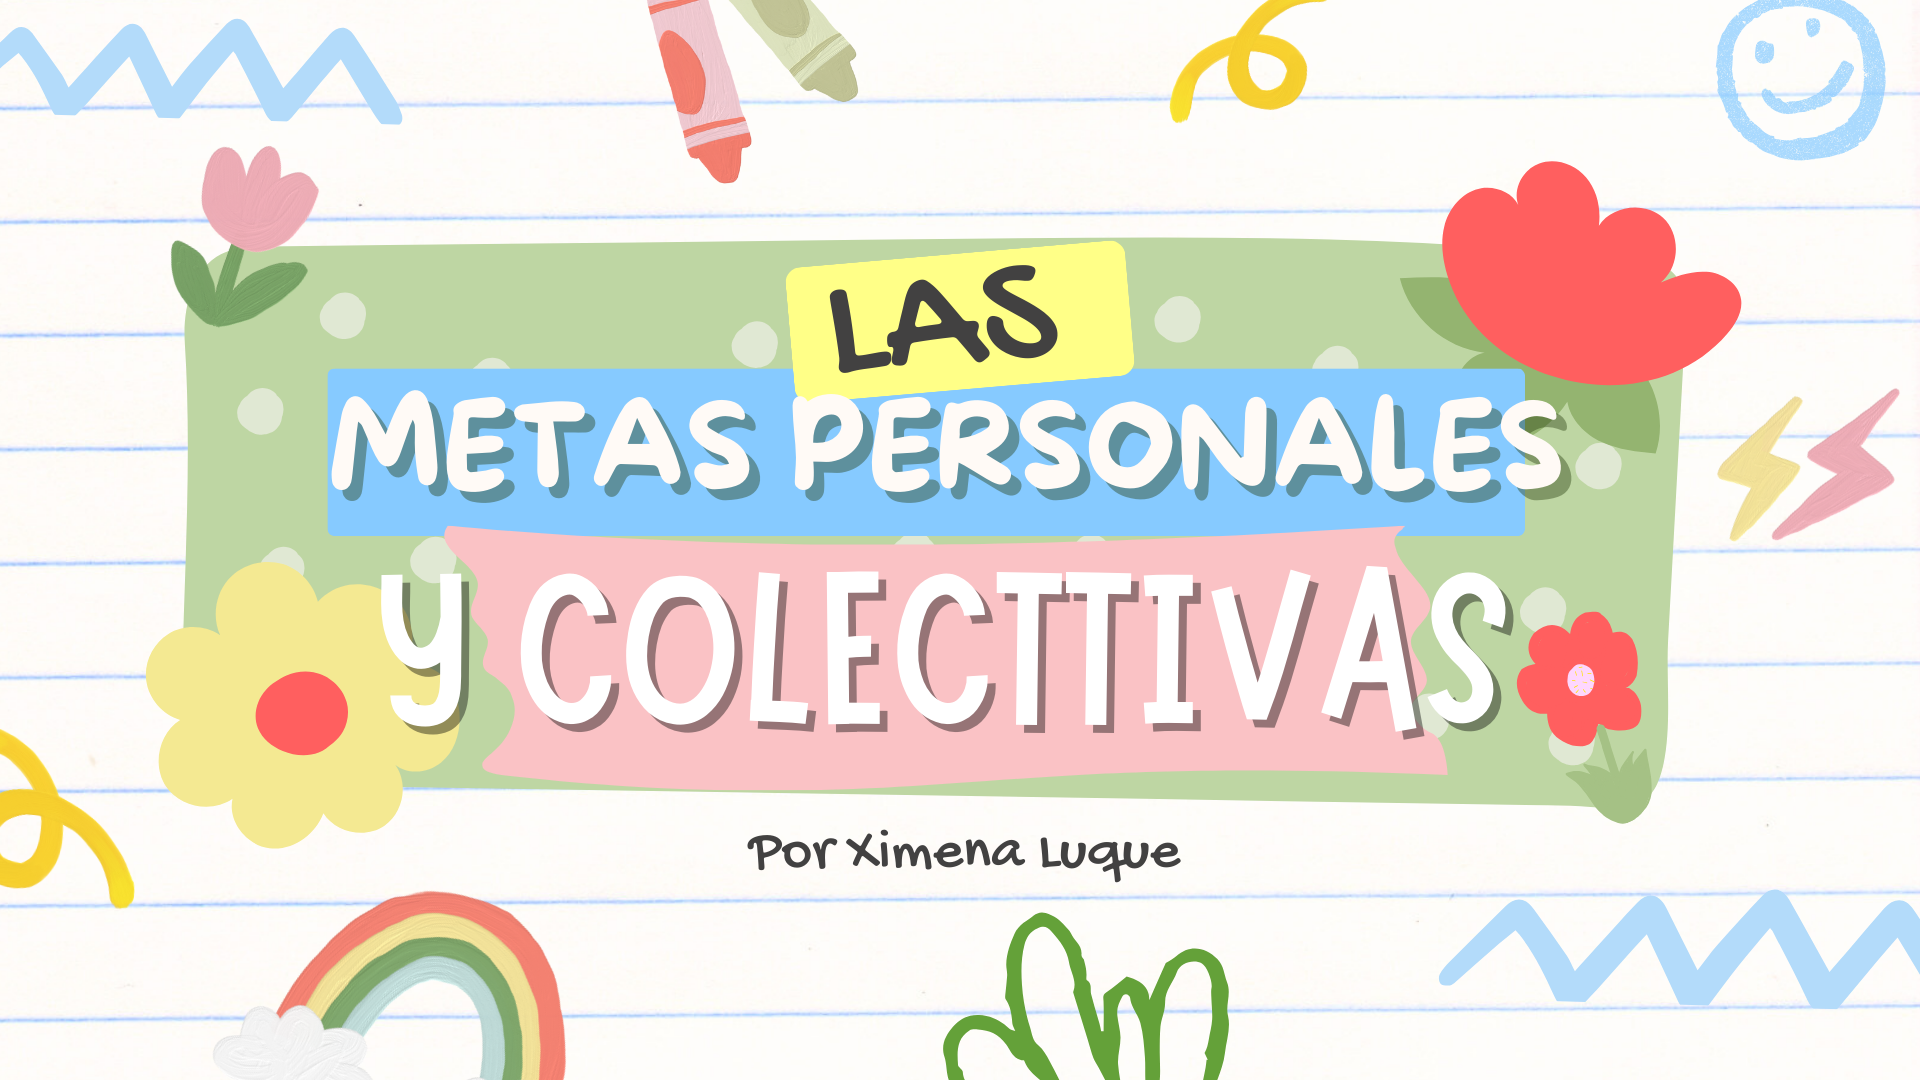 LAS
METAS PERSONALES
Y COLECTTIVAS
Por Ximena Luque